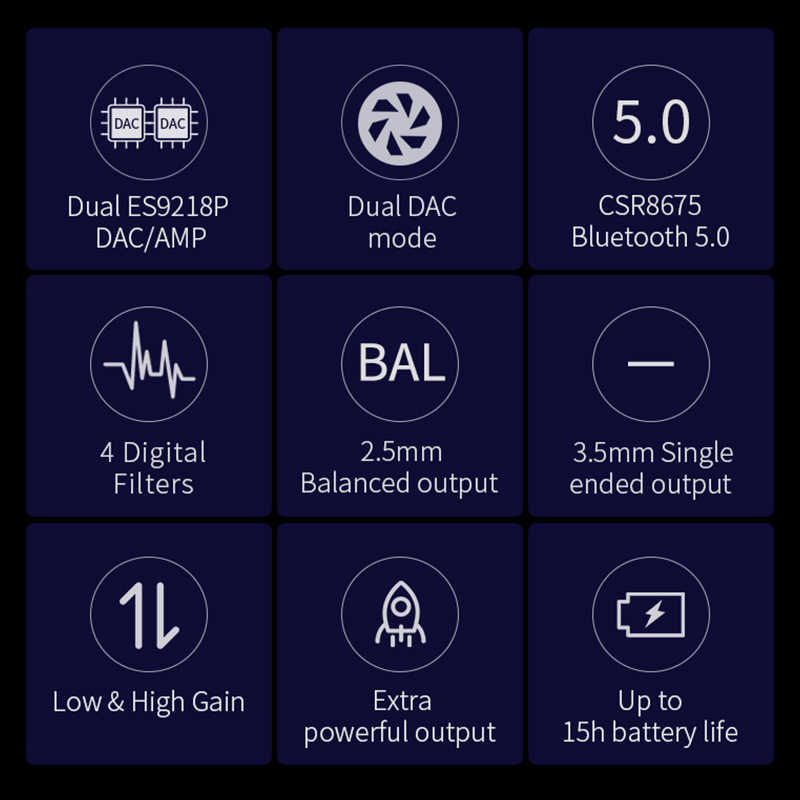 DAC DAC
Dual ES9218P
DAC/AMP
Dual DAC
mode
5.0
CSR8675
Bluetooth 5.0
4 Digital
Filters
BAL
2.5mm
Balanced output
3.5mm Single
ended output
Low & High Gain
Extra
powerful output
Up to
15h battery life